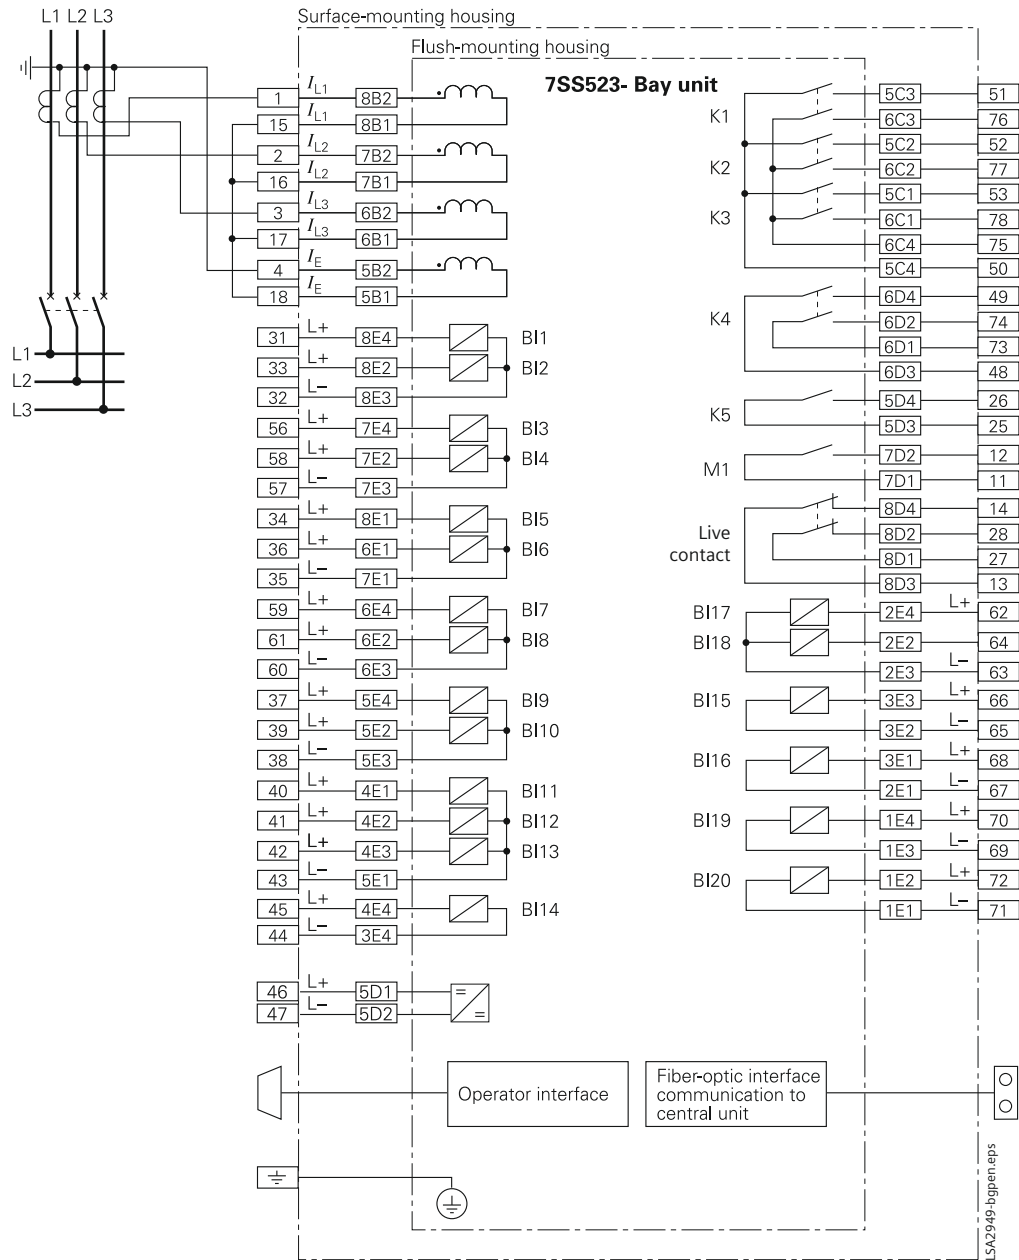 L1 L2 L3
Surface-mounting housing
Flush-mounting housing
7SS523- Bay unit
1 IL1 8B2
15 IL1 8B1
2 IL2 7B2
16 IL2 7B1
3 IL3 6B2
17 IL3 6B1
4 IE 5B2
18 IE 5B1
L1
L2
L3
31 L+ 8E4 BI1
33 L+ 8E2 BI2
32 L– 8E3
56 L+ 7E4 BI3
58 L+ 7E2 BI4
57 L– 7E3
34 L+ 8E1 BI5
36 L+ 6E1 BI6
35 L– 7E1
59 L+ 6E4 BI7
61 L+ 6E2 BI8
60 L– 6E3
37 L+ 5E4 BI9
39 L+ 5E2 BI10
38 L– 5E3
40 L+ 4E1 BI11
41 L+ 4E2 BI12
42 L+ 4E3 BI13
43 L– 5E1
45 L+ 4E4 BI14
44 L– 3E4
46 L+ 5D1 =
47 L– 5D2 =
K1 5C3 51
6C3 76
5C2 52
K2 6C2 77
5C1 53
K3 6C1 78
6C4 75
5C4 50
6D4 49
K4 6D2 74
6D1 73
6D3 48
5D4 26
K5 5D3 25
7D2 12
M1 7D1 11
8D4 14
Live 8D2 28
contact 8D1 27
8D3 13
BI17 2E4 L+ 62
BI18 2E2 64
2E3 L– 63
BI15 3E3 L+ 66
3E2 L– 65
BI16 3E1 L+ 68
2E1 L– 67
BI19 1E4 L+ 70
1E3 L– 69
BI20 1E2 L+ 72
1E1 L– 71
Operator interface
Fiber-optic interface
communication to
central unit
LSA2949-bgpen.eps